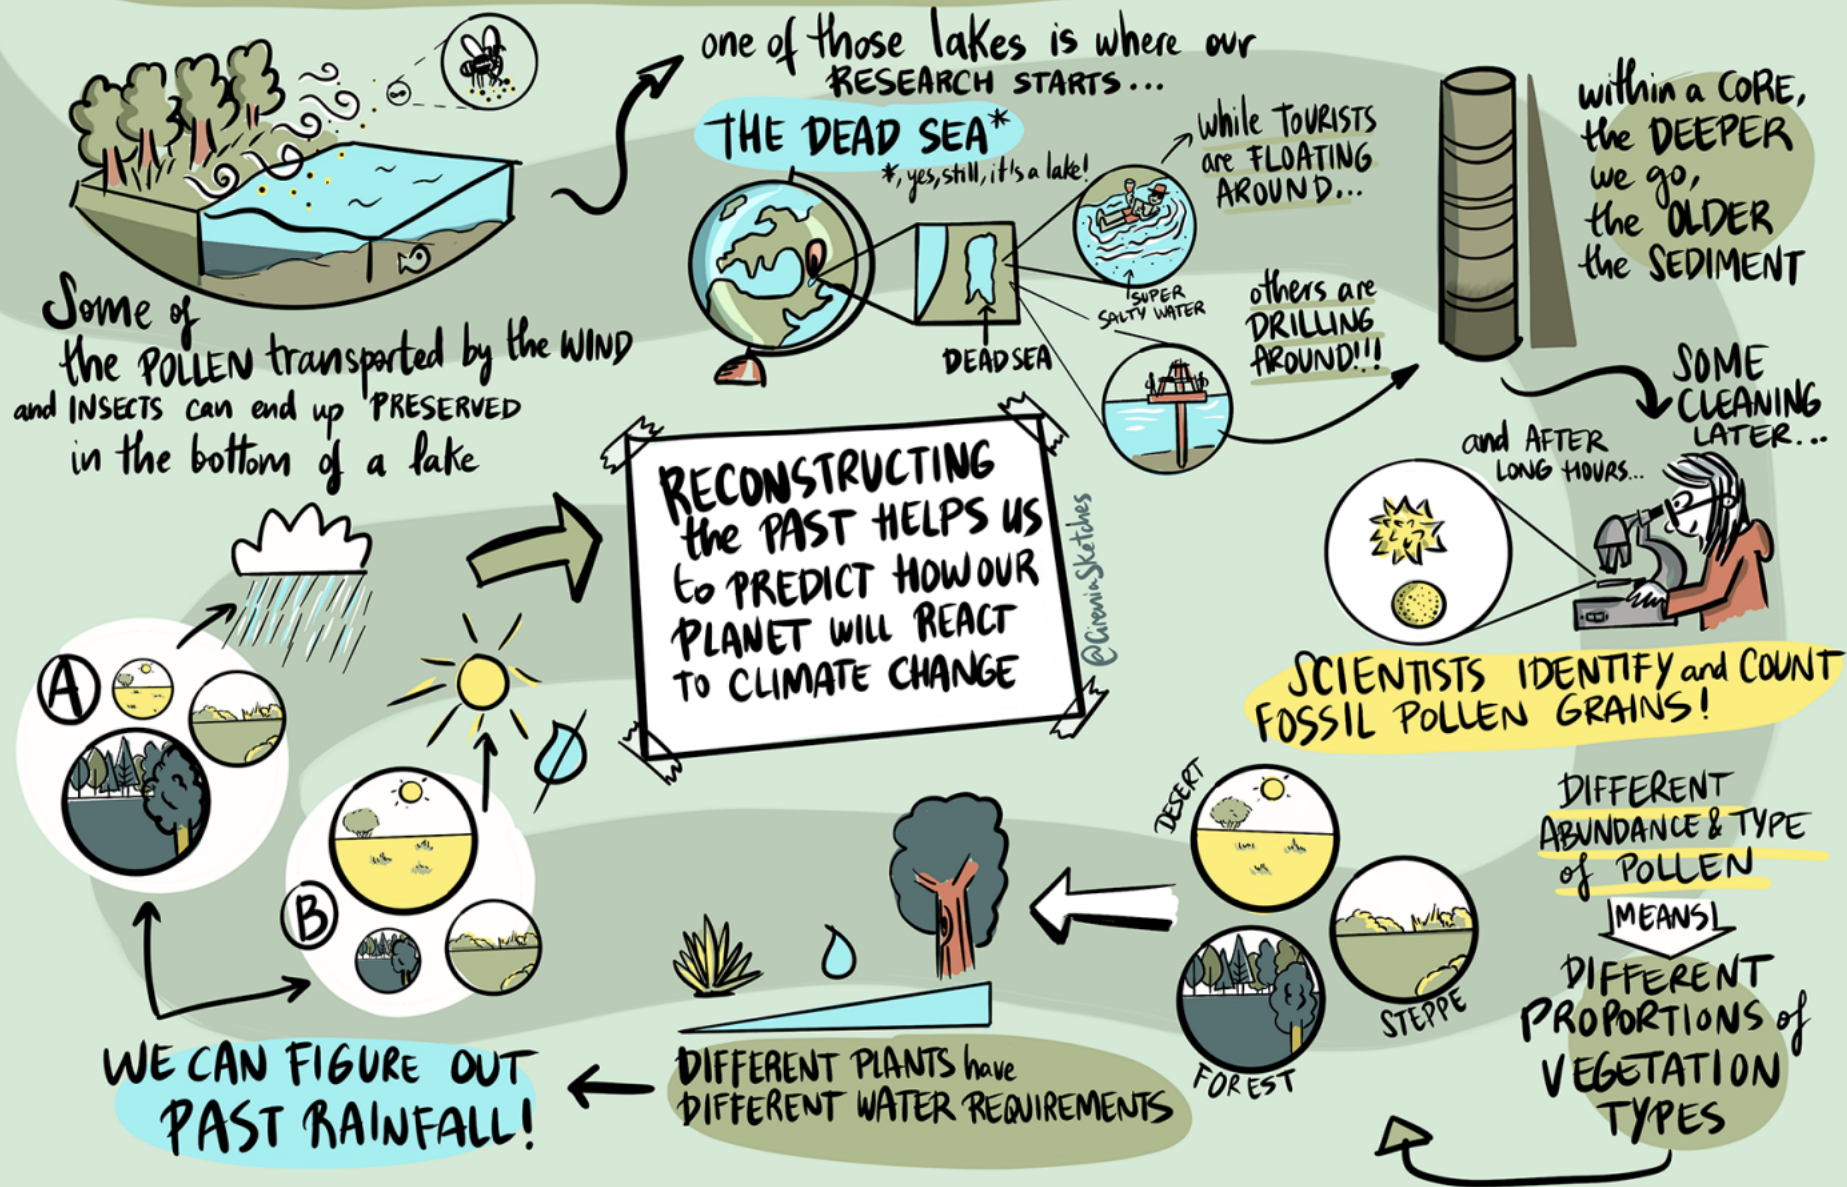 Some of
the POLLEN transported by the WIND
and INSECTS can end up PRESERVED
in the bottom of a lake
one of those lakes is where our
RESEARCH STARTS...
THE DEAD SEA*
*, yes, still, it's a lake!
while TOURISTS
are FLOATING
AROUND...
SUPER
SALTY WATER
DEAD SEA
others are
DRILLING
AROUND!!!
within a CORE,
the DEEPER
we go,
the OLDER
the SEDIMENT
SOME
CLEANING
LATER...
and AFTER
LONG HOURS...
SCIENTISTS IDENTIFY and COUNT
FOSSIL POLLEN GRAINS!
DIFFERENT
ABUNDANCE & TYPE
of POLLEN
MEANS
DIFFERENT
PROPORTIONS of
VEGETATION
TYPES
DESERT
STEPPE
FOREST
DIFFERENT PLANTS have
DIFFERENT WATER REQUIREMENTS
WE CAN FIGURE OUT
PAST RAINFALL!
A
B
RECONSTRUCTING
the PAST HELPS US
to PREDICT HOW OUR
PLANET WILL REACT
TO CLIMATE CHANGE
@CireniaSketches